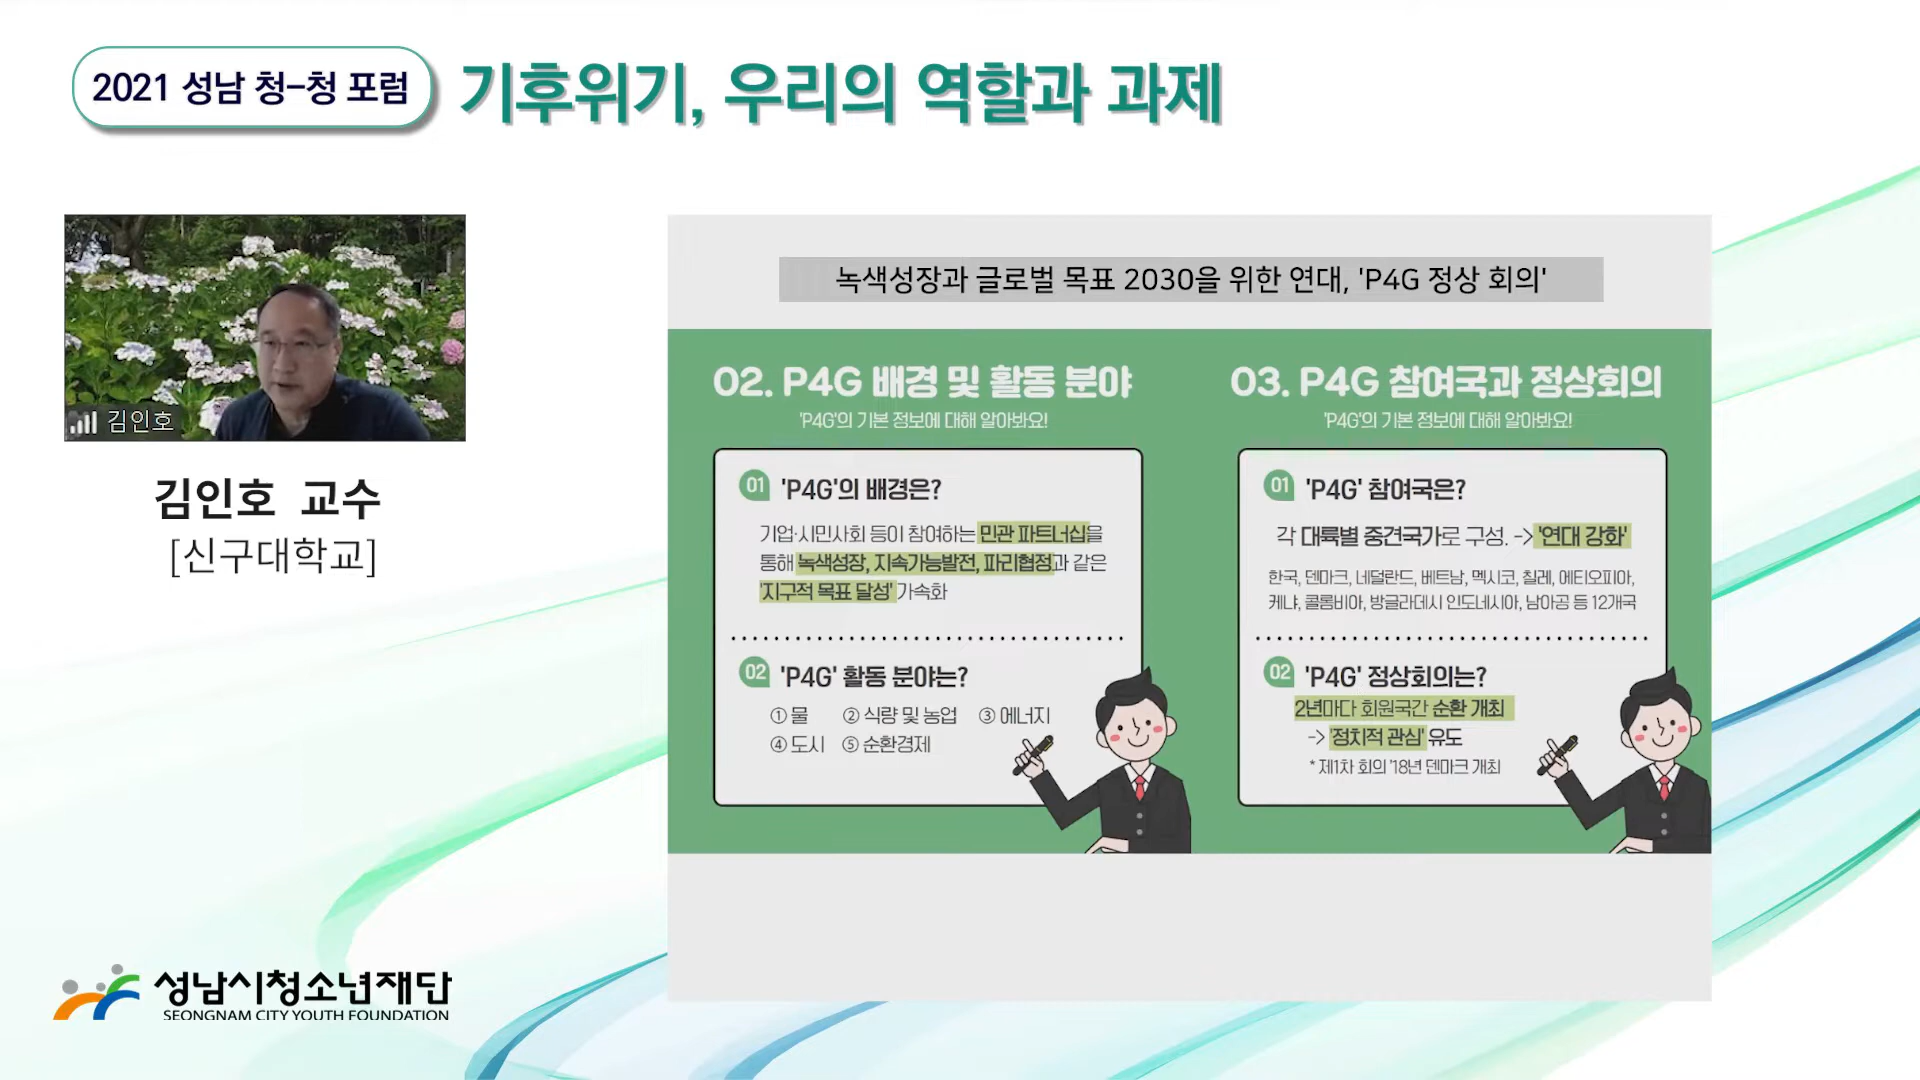 2021 성남 청-청 포럼
기후위기, 우리의 역할과 과제
김인호
김인호 교수
[신구대학교]
녹색성장과 글로벌 목표 2030을 위한 연대, 'P4G 정상 회의'
02. P4G 배경 및 활동 분야
'P4G'의 기본 정보에 대해 알아봐요!
01 'P4G'의 배경은?
기업·시민사회 등이 참여하는 민관 파트너십을
통해 녹색성장, 지속가능발전, 파리협정과 같은
'지구적 목표 달성' 가속화
02 'P4G' 활동 분야는?
① 물 ② 식량 및 농업 ③ 에너지
④ 도시 ⑤ 순환경제
03. P4G 참여국과 정상회의
'P4G'의 기본 정보에 대해 알아봐요!
01 'P4G' 참여국은?
각 대륙별 중견국가로 구성. -> '연대 강화'
한국, 덴마크, 네덜란드, 베트남, 멕시코, 칠레, 에티오피아,
케냐, 콜롬비아, 방글라데시 인도네시아, 남아공 등 12개국
02 'P4G' 정상회의는?
2년마다 회원국간 순환 개최
-> '정치적 관심' 유도
* 제1차 회의 '18년 덴마크 개최
성남시청소년재단
SEONGNAM CITY YOUTH FOUNDATION